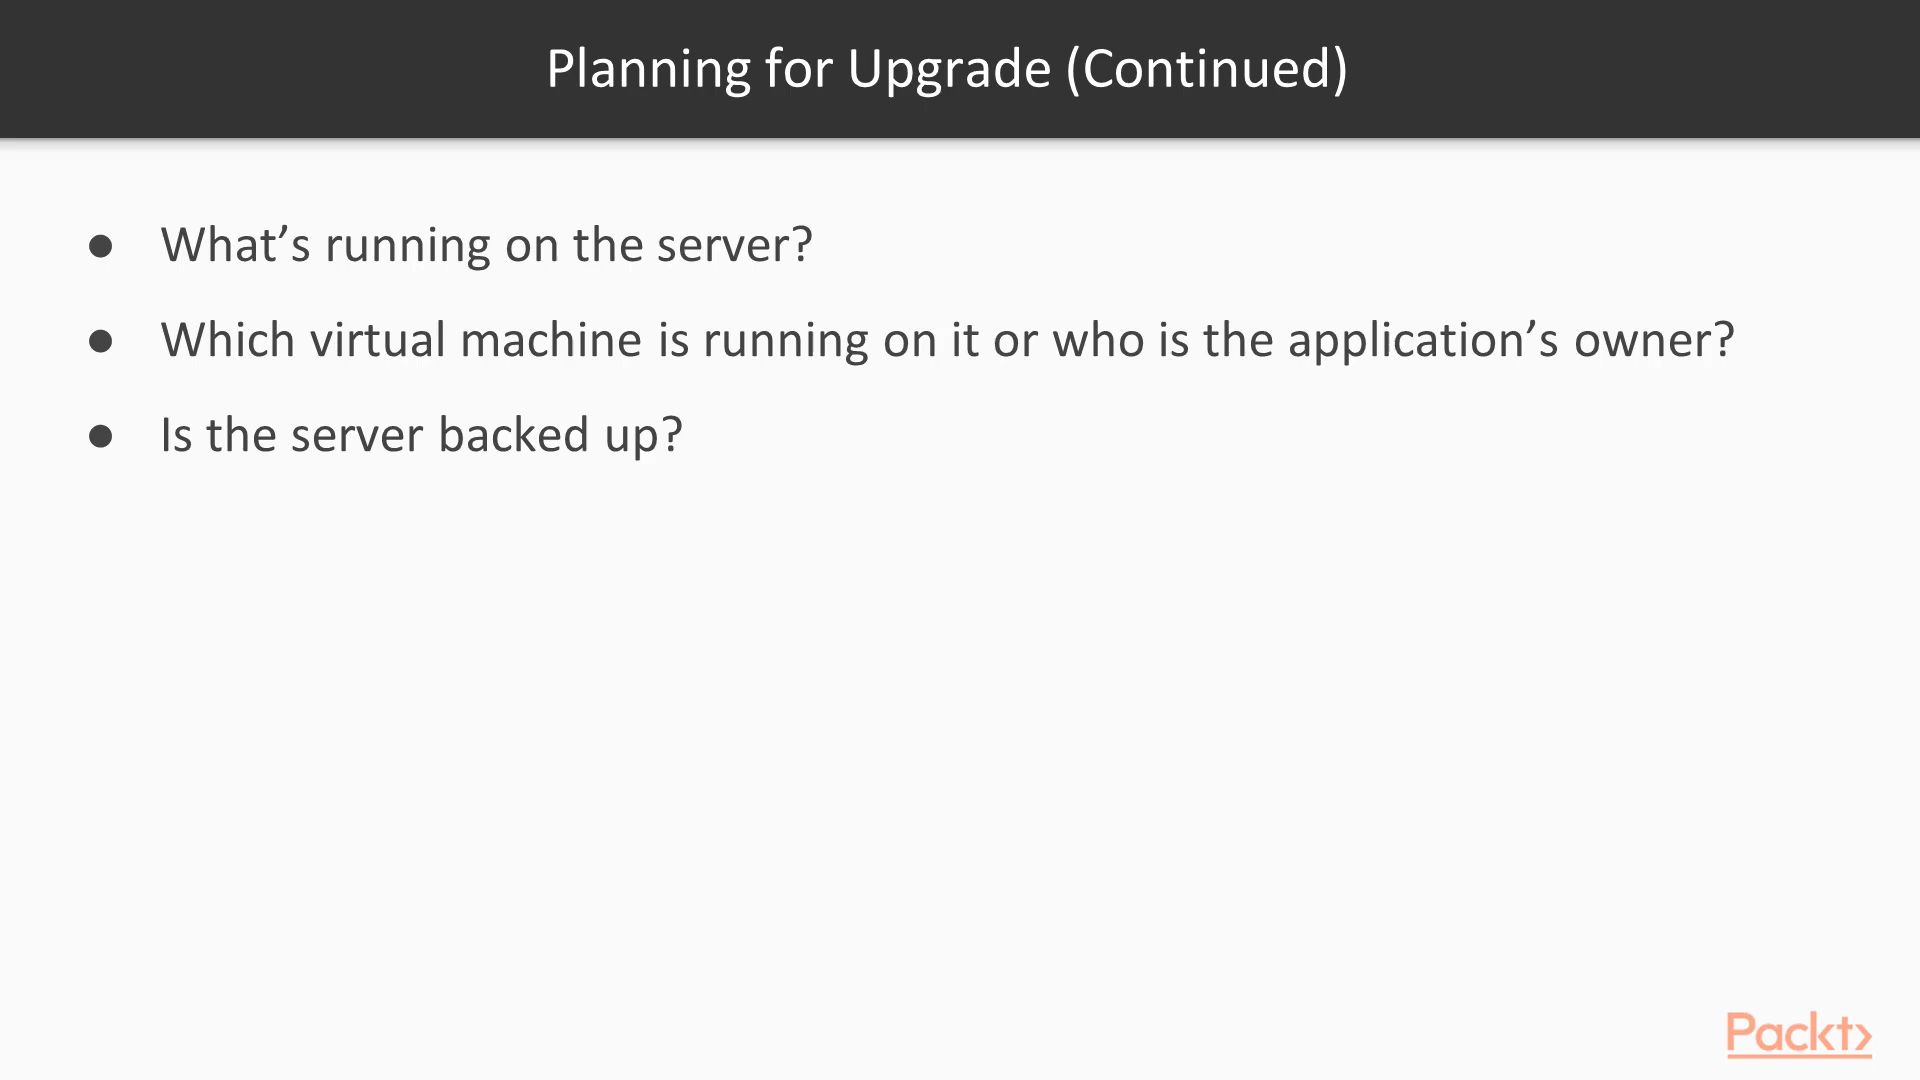 Planning for Upgrade (Continued)
● What’s running on the server?
● Which virtual machine is running on it or who is the application’s owner?
● Is the server backed up?
Packt>